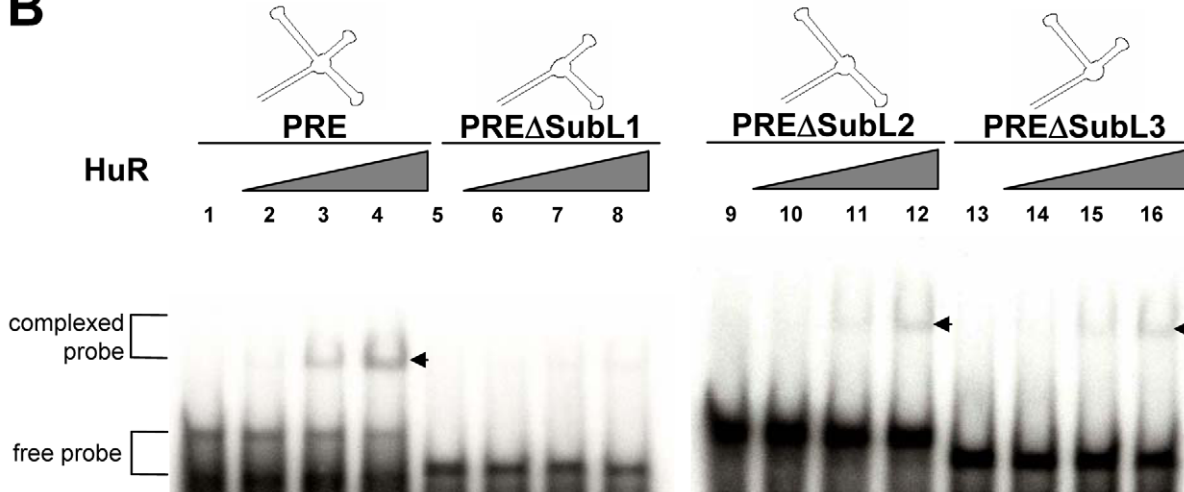 B
PRE PREΔSubL1 PREΔSubL2 PREΔSubL3
HuR
1 2 3 4 5 6 7 8 9 10 11 12 13 14 15 16
complexed
probe
free probe